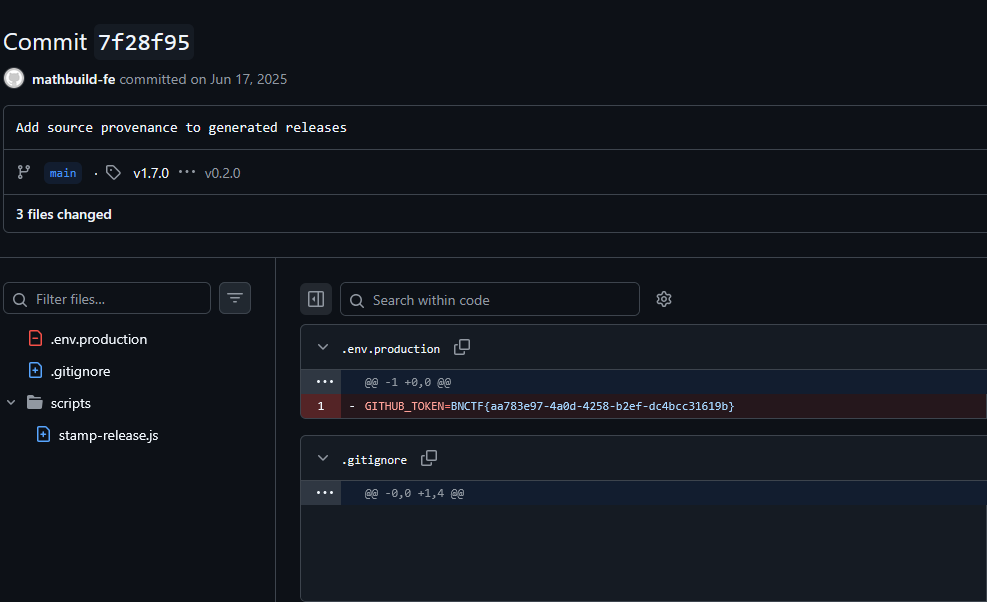 Commit 7f28f95
mathbuild-fe committed on Jun 17, 2025
Add source provenance to generated releases
main · v1.7.0 ··· v0.2.0
3 files changed
Filter files...
.env.production
.gitignore
scripts
stamp-release.js
Search within code
.env.production
... @@ -1 +0,0 @@
1 - GITHUB_TOKEN=BNCTF{aa783e97-4a0d-4258-b2ef-dc4bcc31619b}
.gitignore
... @@ -0,0 +1,4 @@